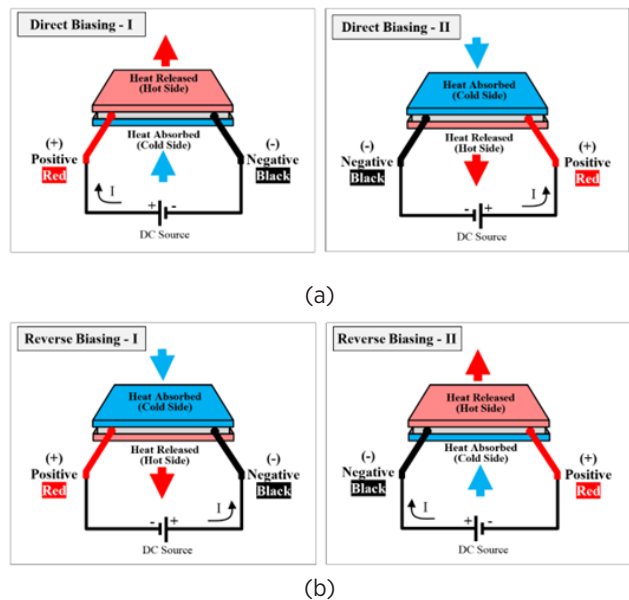 Direct Biasing - I
Heat Released
(Hot Side)
Heat Absorbed
(Cold Side)
(+)
Positive
Red
(-)
Negative
Black
I
+ -
DC Source
Direct Biasing - II
Heat Absorbed
(Cold Side)
Heat Released
(Hot Side)
(-)
Negative
Black
(+)
Positive
Red
I
- +
DC Source
(a)
Reverse Biasing - I
Heat Absorbed
(Cold Side)
Heat Released
(Hot Side)
(+)
Positive
Red
(-)
Negative
Black
I
- +
DC Source
Reverse Biasing - II
Heat Released
(Hot Side)
Heat Absorbed
(Cold Side)
(-)
Negative
Black
(+)
Positive
Red
I
+ -
DC Source
(b)